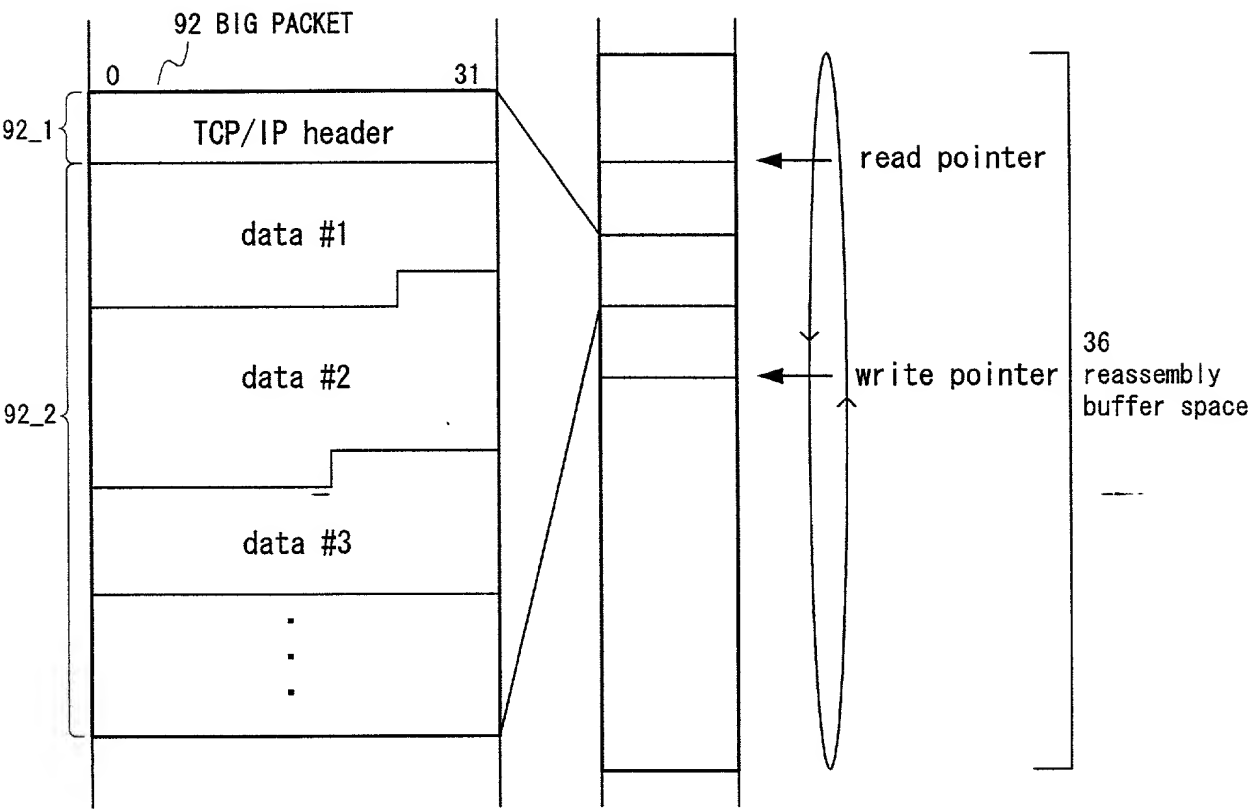 92 BIG PACKET
0 31
92_1
TCP/IP header
read pointer
data #1
36
reassembly
buffer space
data #2
write pointer
92_2
data #3